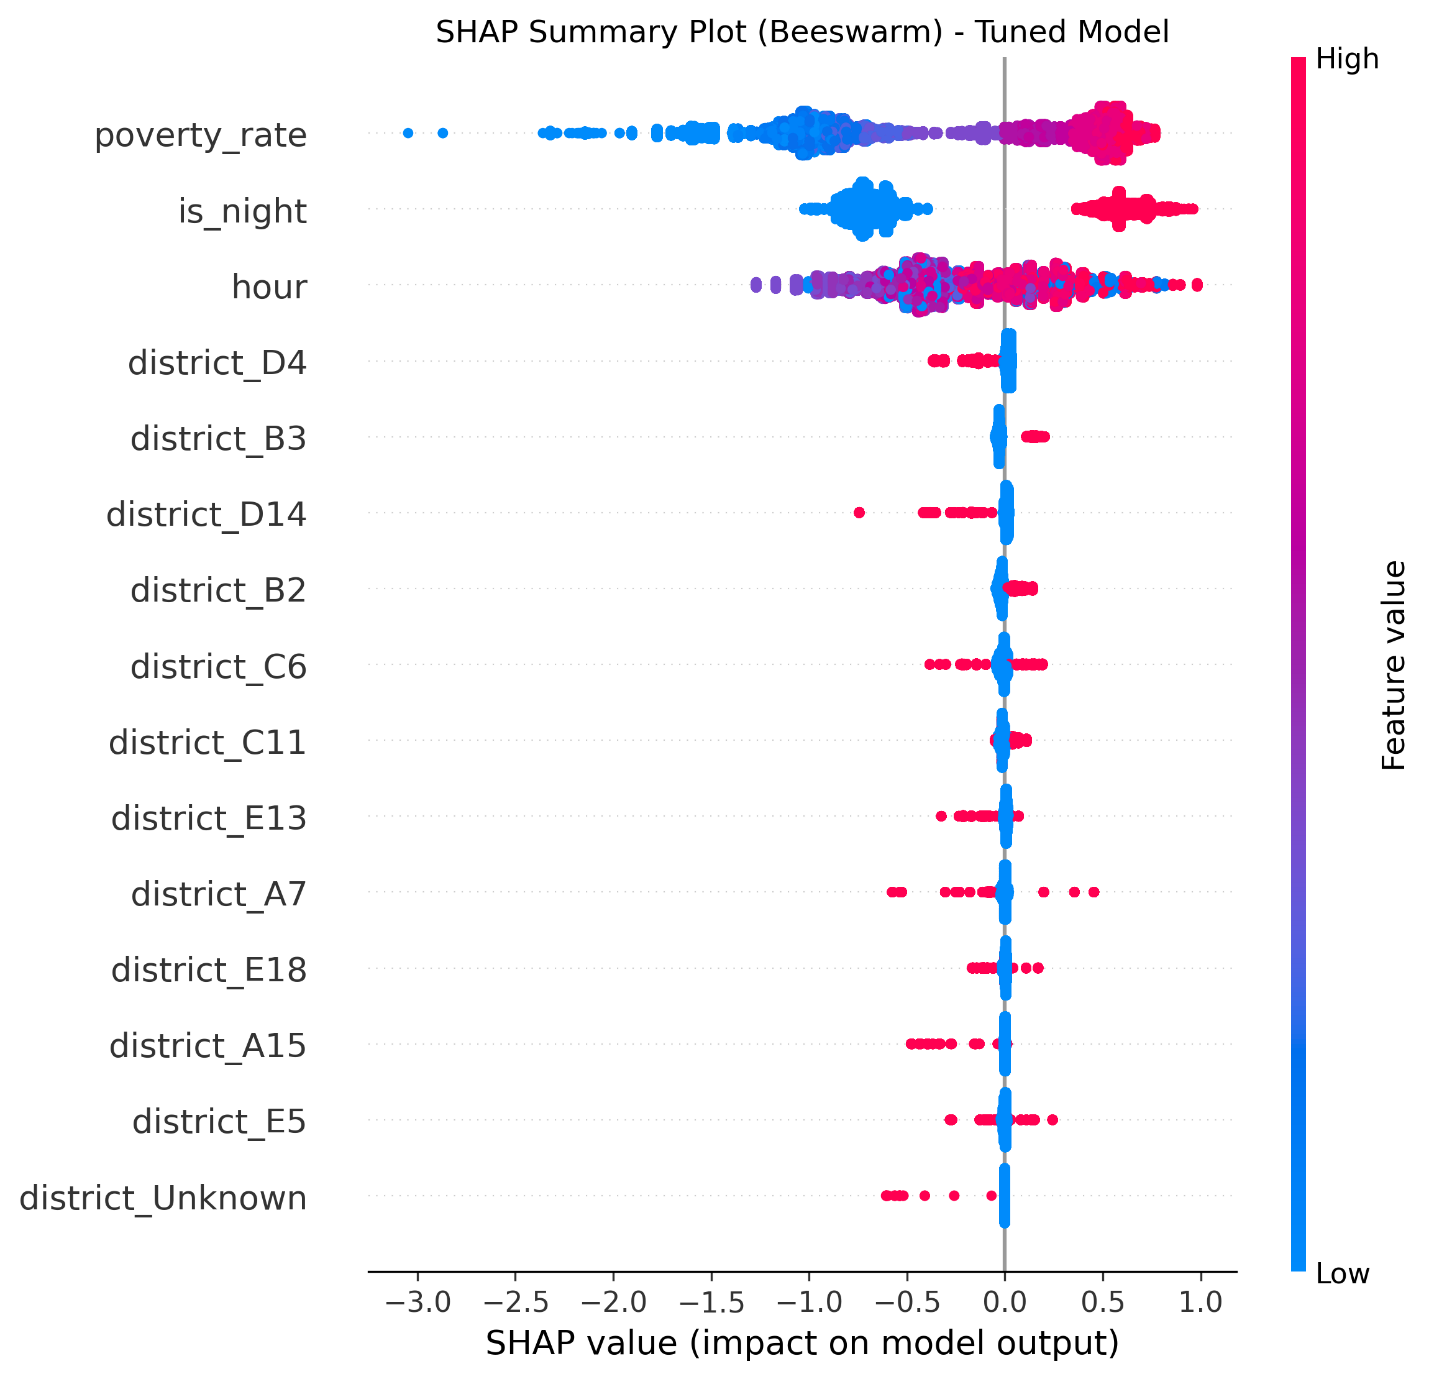 SHAP Summary Plot (Beeswarm) - Tuned Model
High
poverty_rate
is_night
hour
district_D4
district_B3
district_D14
district_B2
district_C6
district_C11
district_E13
district_A7
district_E18
district_A15
district_E5
district_Unknown
Feature value
Low
−3.0 −2.5 −2.0 −1.5 −1.0 −0.5 0.0 0.5 1.0
SHAP value (impact on model output)